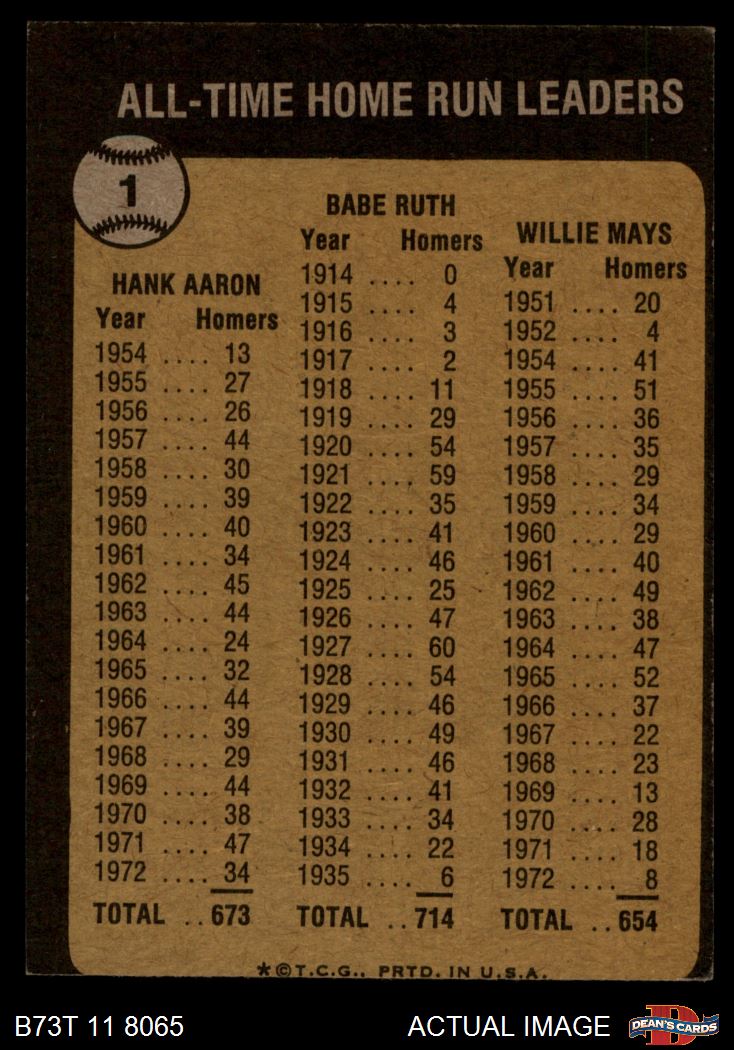 ALL-TIME HOME RUN LEADERS
1
HANK AARON
Year Homers
1954 .... 13
1955 .... 27
1956 .... 26
1957 .... 44
1958 .... 30
1959 .... 39
1960 .... 40
1961 .... 34
1962 .... 45
1963 .... 44
1964 .... 24
1965 .... 32
1966 .... 44
1967 .... 39
1968 .... 29
1969 .... 44
1970 .... 38
1971 .... 47
1972 .... 34
TOTAL .. 673
BABE RUTH
Year Homers
1914 .... 0
1915 .... 4
1916 .... 3
1917 .... 2
1918 .... 11
1919 .... 29
1920 .... 54
1921 .... 59
1922 .... 35
1923 .... 41
1924 .... 46
1925 .... 25
1926 .... 47
1927 .... 60
1928 .... 54
1929 .... 46
1930 .... 49
1931 .... 46
1932 .... 41
1933 .... 34
1934 .... 22
1935 .... 6
TOTAL .. 714
WILLIE MAYS
Year Homers
1951 .... 20
1952 .... 4
1954 .... 41
1955 .... 51
1956 .... 36
1957 .... 35
1958 .... 29
1959 .... 34
1960 .... 29
1961 .... 40
1962 .... 49
1963 .... 38
1964 .... 47
1965 .... 52
1966 .... 37
1967 .... 22
1968 .... 23
1969 .... 13
1970 .... 28
1971 .... 18
1972 .... 8
TOTAL .. 654
*©T.C.G., PRTD. IN U.S.A.
B73T 11 8065
ACTUAL IMAGE
D
DEAN'S CARDS